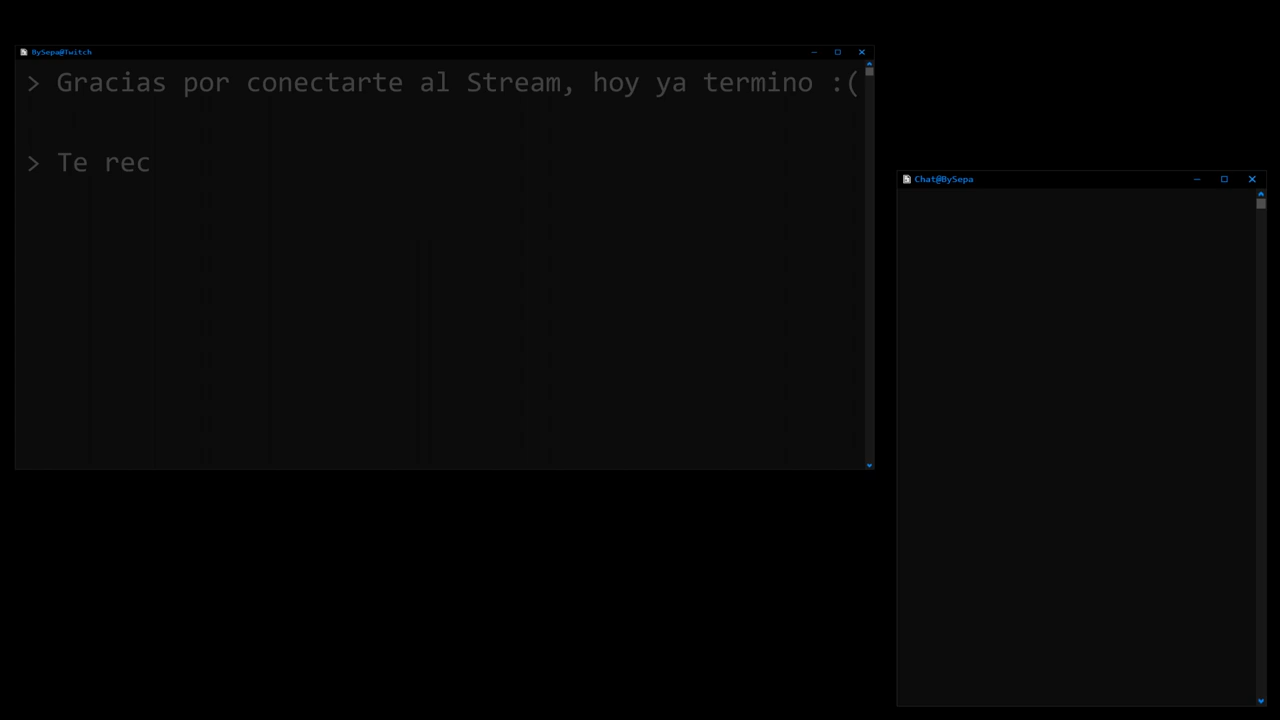 BySepa@Twitch
> Gracias por conectarte al Stream, hoy ya termino :(
> Te rec
Chat@BySepa